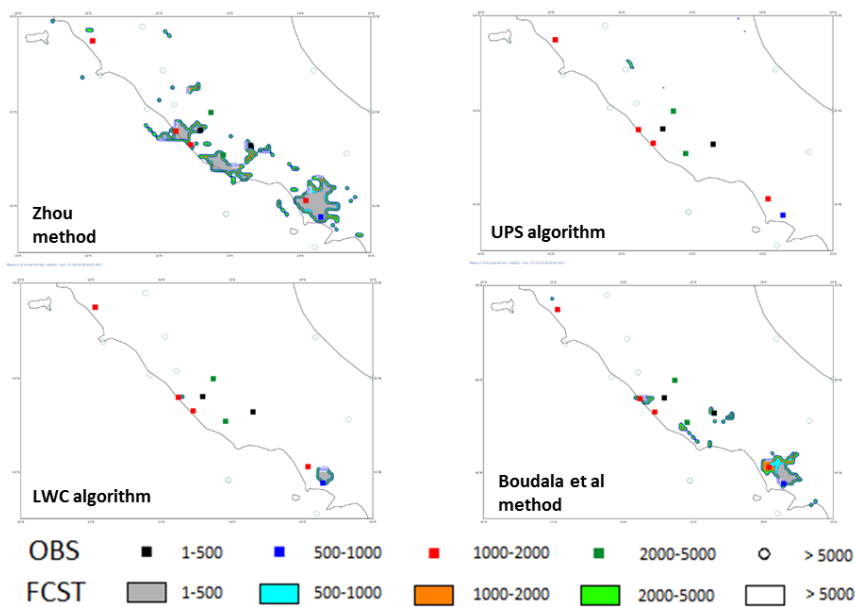 Zhou
method
UPS algorithm
LWC algorithm
Boudala et al
method
OBS 1-500 500-1000 1000-2000 2000-5000 > 5000
FCST 1-500 500-1000 1000-2000 2000-5000 > 5000